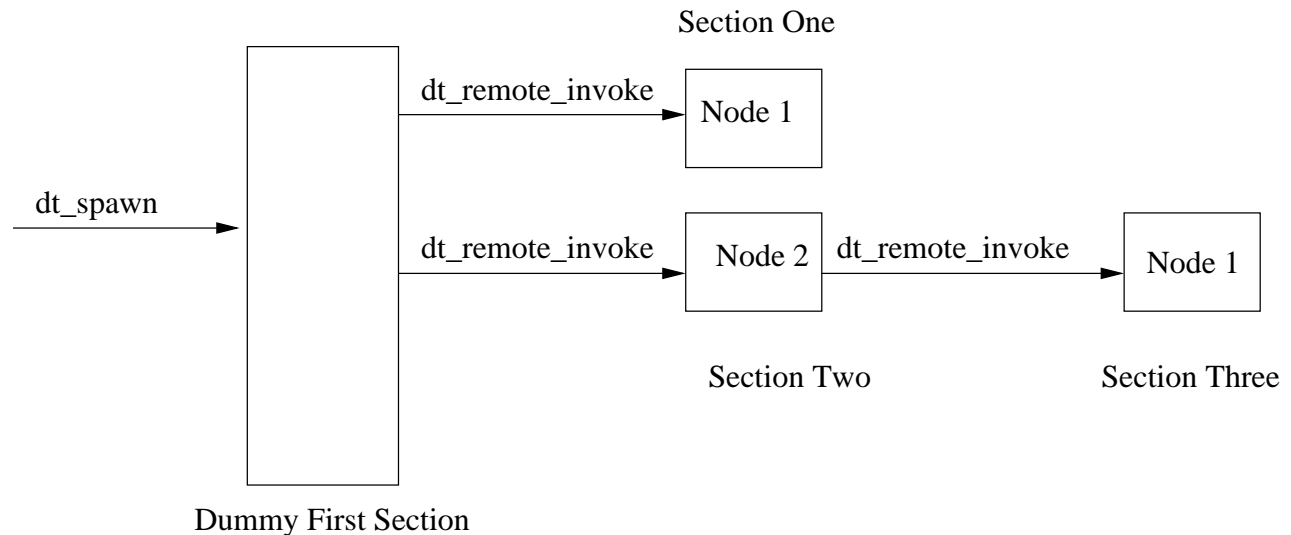 Section One
dt_remote_invoke
Node 1
dt_spawn
dt_remote_invoke
Node 2
dt_remote_invoke
Node 1
Section Two
Section Three
Dummy First Section